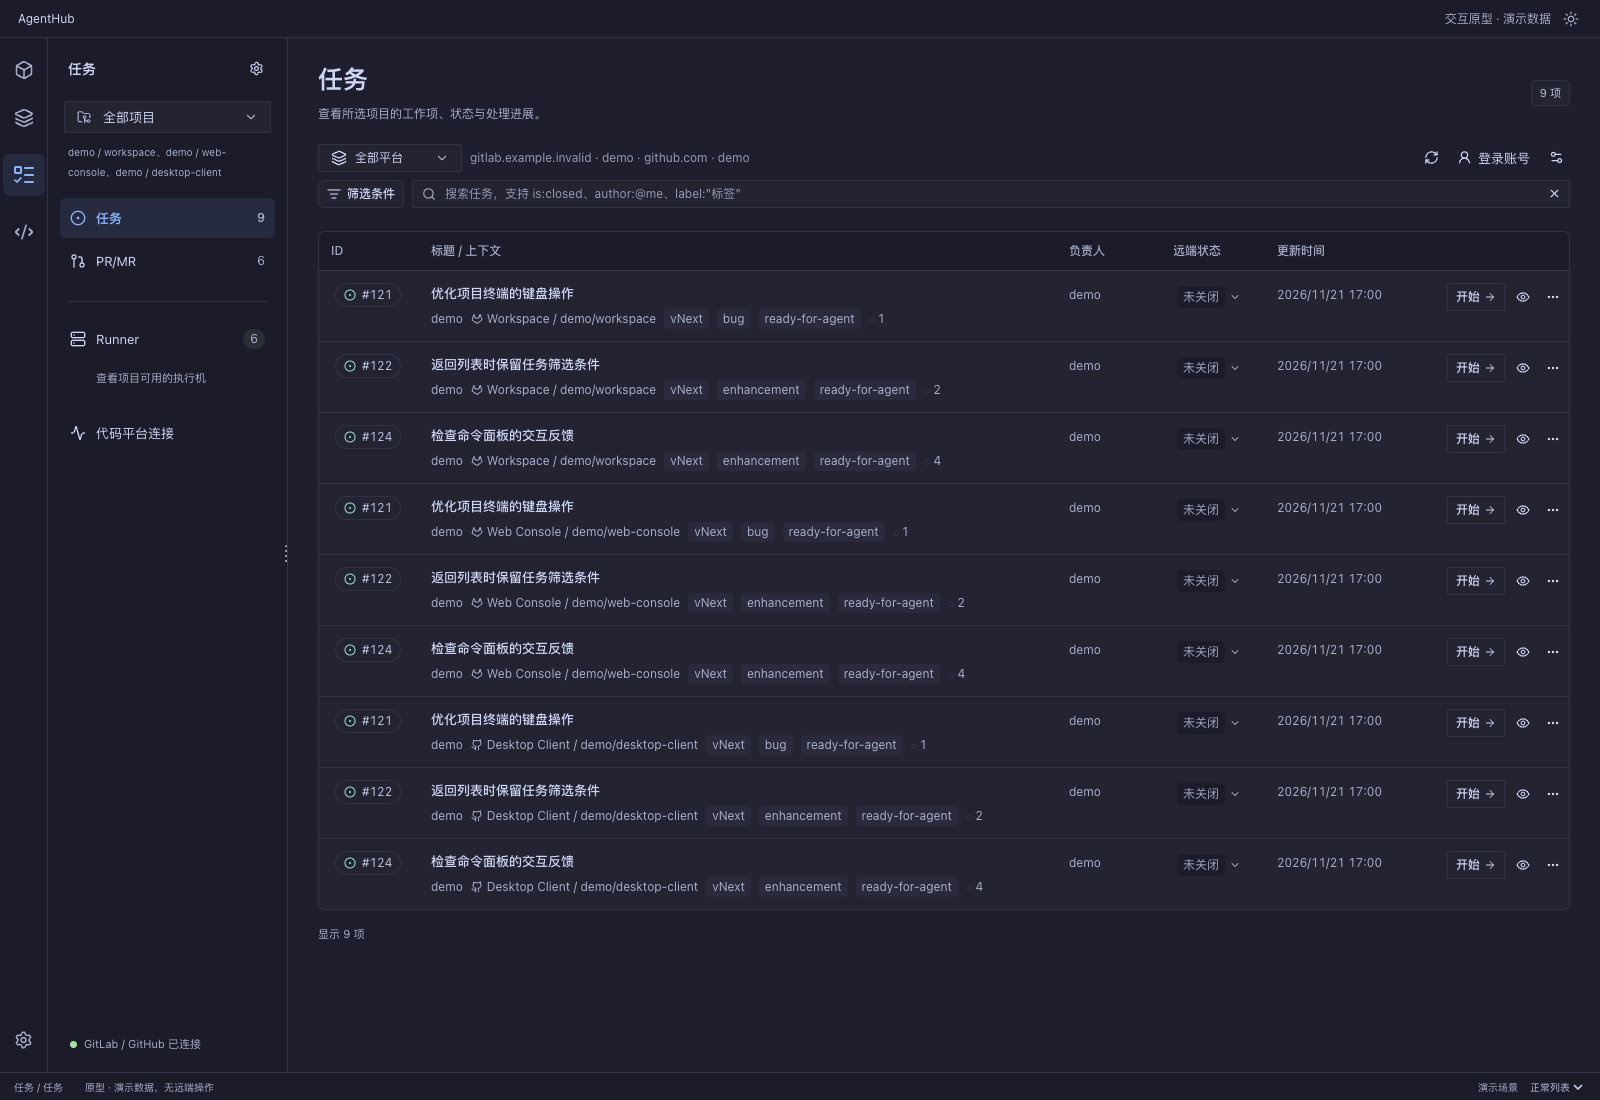 AgentHub
交互原型 · 演示数据
任务
全部项目
demo / workspace、demo / web-
console、demo / desktop-client
任务 9
PR/MR 6
Runner 6
查看项目可用的执行机
代码平台连接
GitLab / GitHub 已连接
任务
查看所选项目的工作项、状态与处理进展。
9 项
全部平台 gitlab.example.invalid · demo · github.com · demo 登录账号
筛选条件 搜索任务，支持 is:closed、author:@me、label:"标签"
ID 标题 / 上下文 负责人 远端状态 更新时间
#121 优化项目终端的键盘操作 demo 未关闭 2026/11/21 17:00 开始
demo Workspace / demo/workspace vNext bug ready-for-agent 1
#122 返回列表时保留任务筛选条件 demo 未关闭 2026/11/21 17:00 开始
demo Workspace / demo/workspace vNext enhancement ready-for-agent 2
#124 检查命令面板的交互反馈 demo 未关闭 2026/11/21 17:00 开始
demo Workspace / demo/workspace vNext enhancement ready-for-agent 4
#121 优化项目终端的键盘操作 demo 未关闭 2026/11/21 17:00 开始
demo Web Console / demo/web-console vNext bug ready-for-agent 1
#122 返回列表时保留任务筛选条件 demo 未关闭 2026/11/21 17:00 开始
demo Web Console / demo/web-console vNext enhancement ready-for-agent 2
#124 检查命令面板的交互反馈 demo 未关闭 2026/11/21 17:00 开始
demo Web Console / demo/web-console vNext enhancement ready-for-agent 4
#121 优化项目终端的键盘操作 demo 未关闭 2026/11/21 17:00 开始
demo Desktop Client / demo/desktop-client vNext bug ready-for-agent 1
#122 返回列表时保留任务筛选条件 demo 未关闭 2026/11/21 17:00 开始
demo Desktop Client / demo/desktop-client vNext enhancement ready-for-agent 2
#124 检查命令面板的交互反馈 demo 未关闭 2026/11/21 17:00 开始
demo Desktop Client / demo/desktop-client vNext enhancement ready-for-agent 4
显示 9 项
任务 / 任务 原型 · 演示数据，无远端操作 演示场景 正常列表